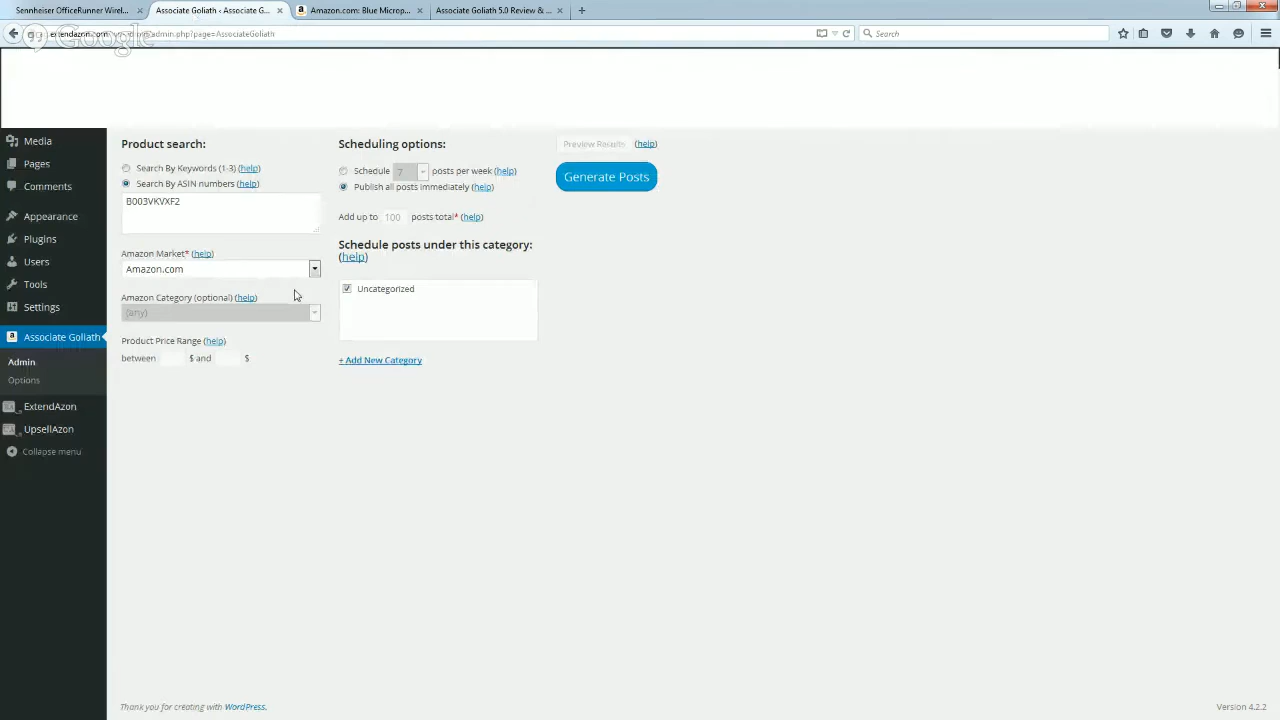 Sennheiser OfficeRunner Wirel... ×
Associate Goliath ‹ Associate G... ×
Amazon.com: Blue Microp... ×
Associate Goliath 5.0 Review & ... ×
Google
admin.php?page=AssociateGoliath
Search
Media
Pages
Comments
Appearance
Plugins
Users
Tools
Settings
Associate Goliath
Admin
Options
ExtendAzon
UpsellAzon
Collapse menu
Product search:
Search By Keywords (1-3) (help)
Search By ASIN numbers (help)
B003VKVXF2
Amazon Market* (help)
Amazon.com
Amazon Category (optional) (help)
(any)
Product Price Range (help)
between $ and $
Scheduling options:
Schedule 7 posts per week (help)
Publish all posts immediately (help)
Add up to 100 posts total* (help)
Schedule posts under this category:
(help)
Uncategorized
+ Add New Category
Preview Results (help)
Generate Posts
Thank you for creating with WordPress.
Version 4.2.2